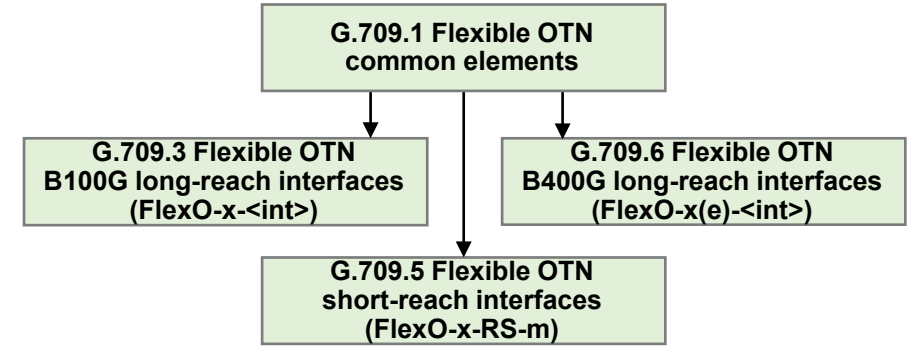 G.709.1 Flexible OTN
common elements
G.709.3 Flexible OTN
B100G long-reach interfaces
(FlexO-x-<int>)
G.709.6 Flexible OTN
B400G long-reach interfaces
(FlexO-x(e)-<int>)
G.709.5 Flexible OTN
short-reach interfaces
(FlexO-x-RS-m)